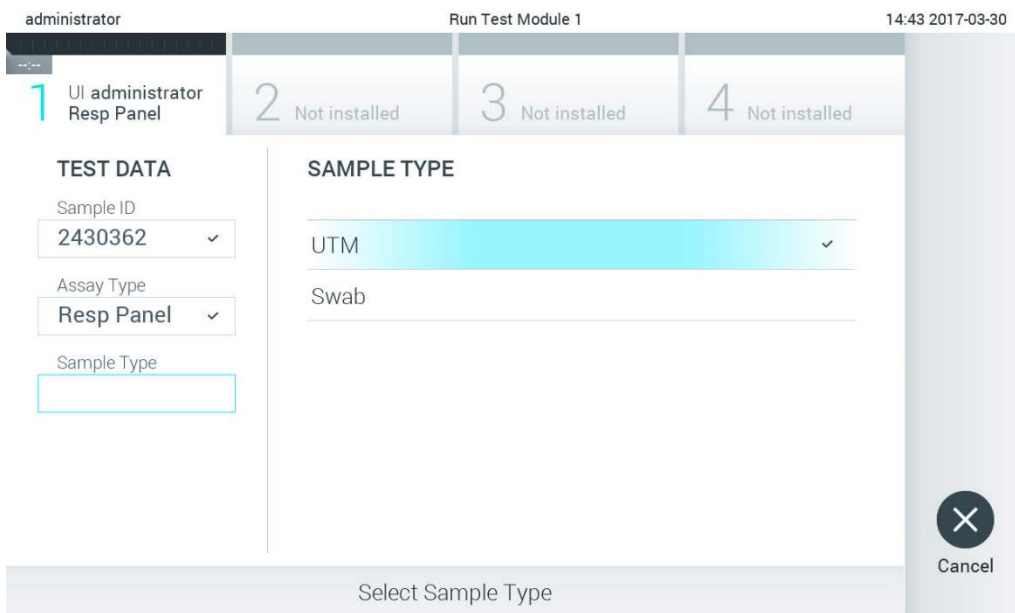 administrator
Run Test Module 1
14:43 2017-03-30
--:--
1 UI administrator
Resp Panel
2 Not installed
3 Not installed
4 Not installed
TEST DATA
Sample ID
2430362
Assay Type
Resp Panel
Sample Type
SAMPLE TYPE
UTM
Swab
Cancel
Select Sample Type